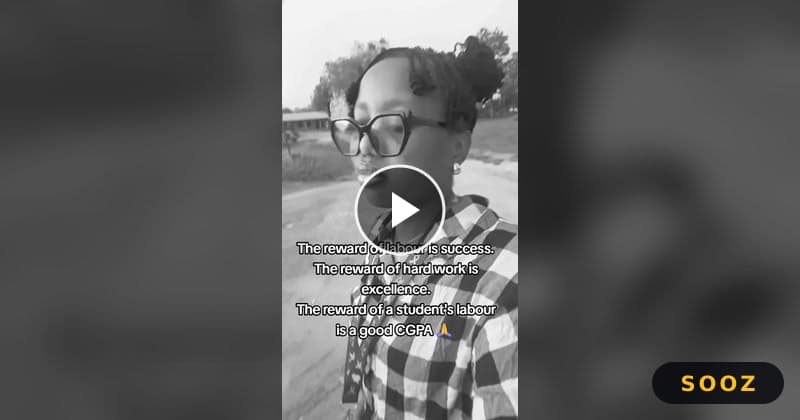 The reward of labour is success.
The reward of hard work is
excellence.
The reward of a student's labour
is a good CGPA 🙏
SOOZ